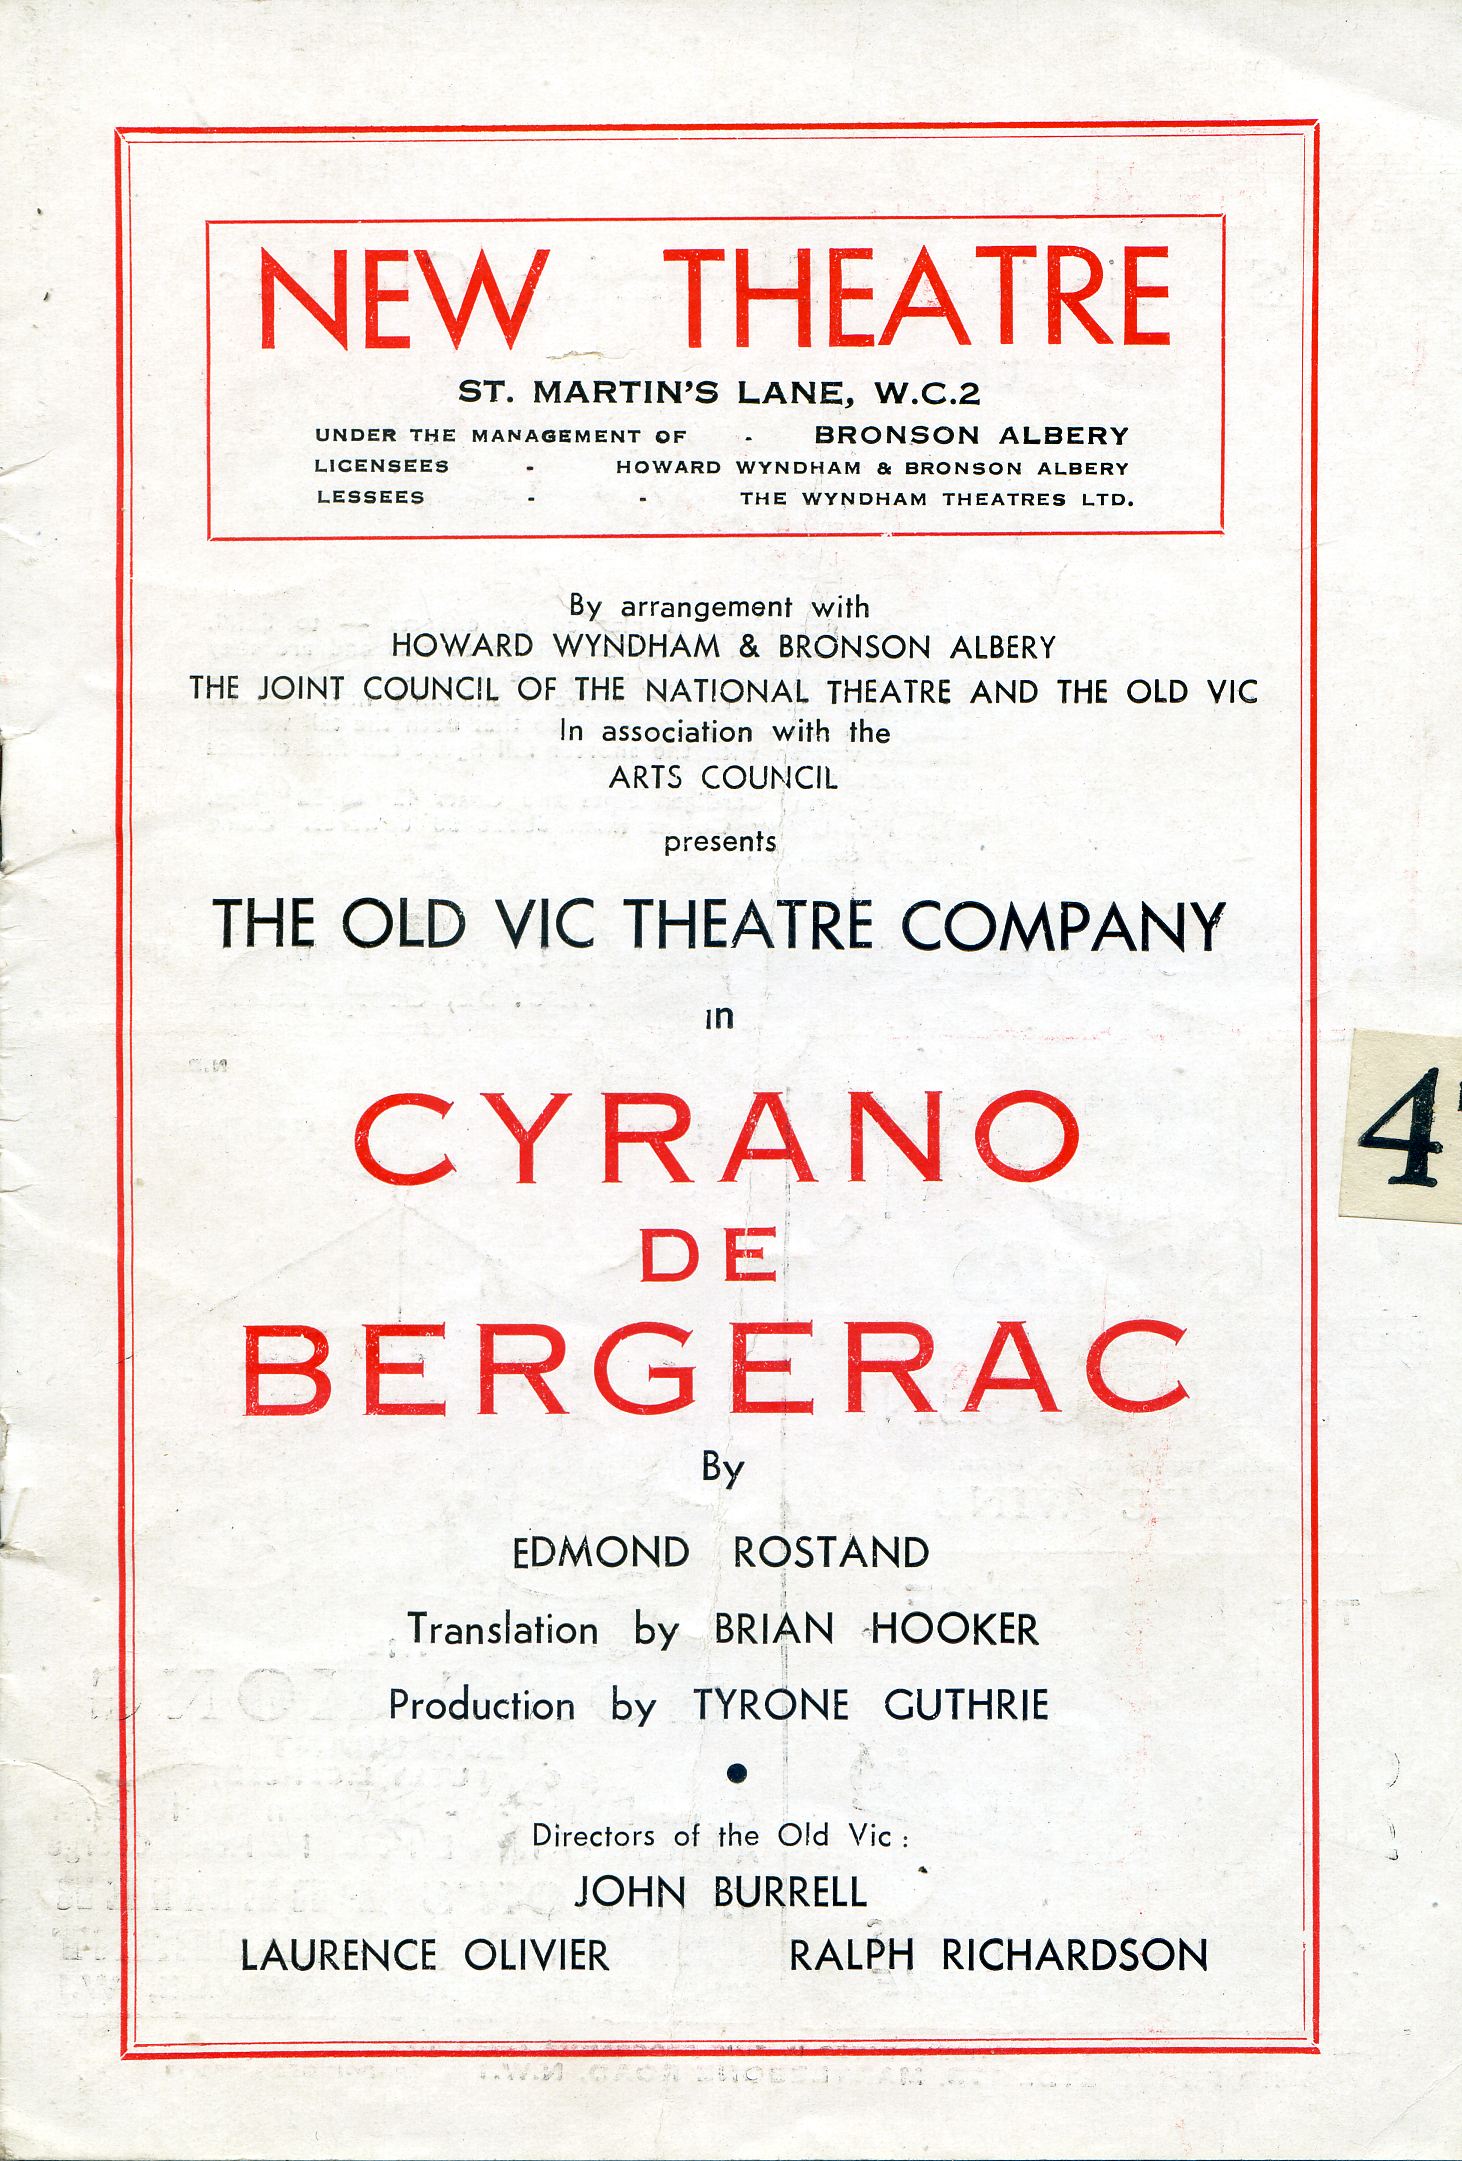 NEW THEATRE
ST. MARTIN'S LANE, W.C.2
UNDER THE MANAGEMENT OF - BRONSON ALBERY
LICENSEES - HOWARD WYNDHAM & BRONSON ALBERY
LESSEES - - THE WYNDHAM THEATRES LTD.
By arrangement with
HOWARD WYNDHAM & BRONSON ALBERY
THE JOINT COUNCIL OF THE NATIONAL THEATRE AND THE OLD VIC
In association with the
ARTS COUNCIL
presents
THE OLD VIC THEATRE COMPANY
in
CYRANO
DE
BERGERAC
4
By
EDMOND ROSTAND
Translation by BRIAN HOOKER
Production by TYRONE GUTHRIE
•
Directors of the Old Vic :
JOHN BURRELL
LAURENCE OLIVIER RALPH RICHARDSON